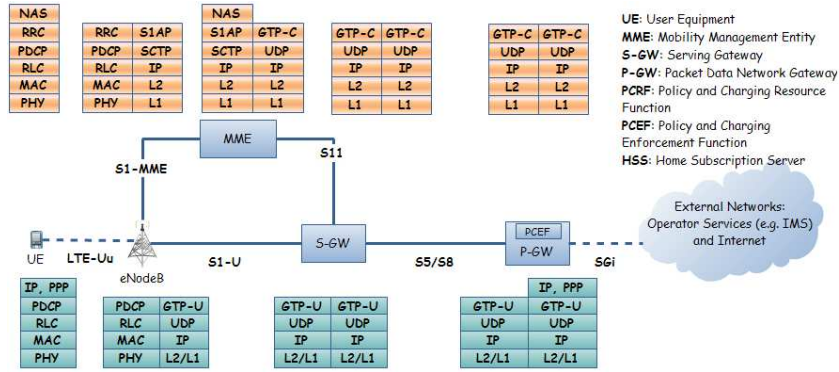 NAS
RRC
PDCP
RLC
MAC
PHY
RRC S1AP
PDCP SCTP
RLC IP
MAC L2
PHY L1
NAS
S1AP GTP-C
SCTP UDP
IP IP
L2 L2
L1 L1
GTP-C GTP-C
UDP UDP
IP IP
L2 L2
L1 L1
GTP-C GTP-C
UDP UDP
IP IP
L2 L2
L1 L1
UE: User Equipment
MME: Mobility Management Entity
S-GW: Serving Gateway
P-GW: Packet Data Network Gateway
PCRF: Policy and Charging Resource
Function
PCEF: Policy and Charging
Enforcement Function
HSS: Home Subscription Server
MME
S1-MME
S11
External Networks:
Operator Services (e.g. IMS)
and Internet
UE
LTE-Uu
eNodeB
S1-U
S-GW
S5/S8
PCEF
P-GW
SGi
IP, PPP
PDCP
RLC
MAC
PHY
PDCP GTP-U
RLC UDP
MAC IP
PHY L2/L1
GTP-U GTP-U
UDP UDP
IP IP
L2/L1 L2/L1
IP, PPP
GTP-U GTP-U
UDP UDP
IP IP
L2/L1 L2/L1